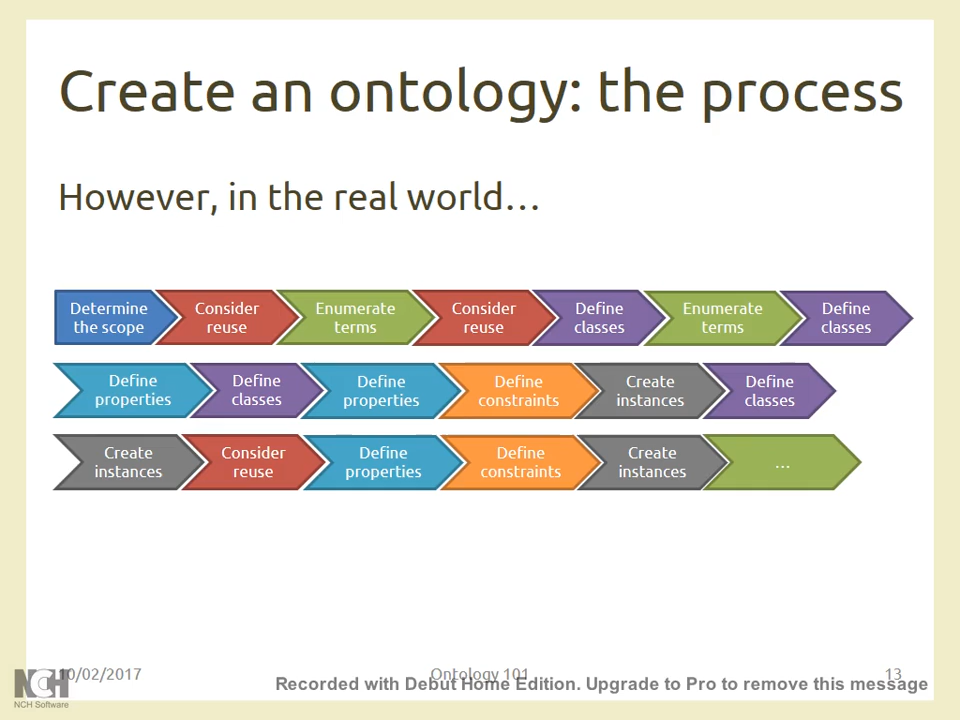 Create an ontology: the process
However, in the real world…
Determine the scope
Consider reuse
Enumerate terms
Consider reuse
Define classes
Enumerate terms
Define classes
Define properties
Define classes
Define properties
Define constraints
Create instances
Define classes
Create instances
Consider reuse
Define properties
Define constraints
Create instances
…
10/02/2017
Ontology 101
13
Recorded with Debut Home Edition. Upgrade to Pro to remove this message
NCH
NCH Software